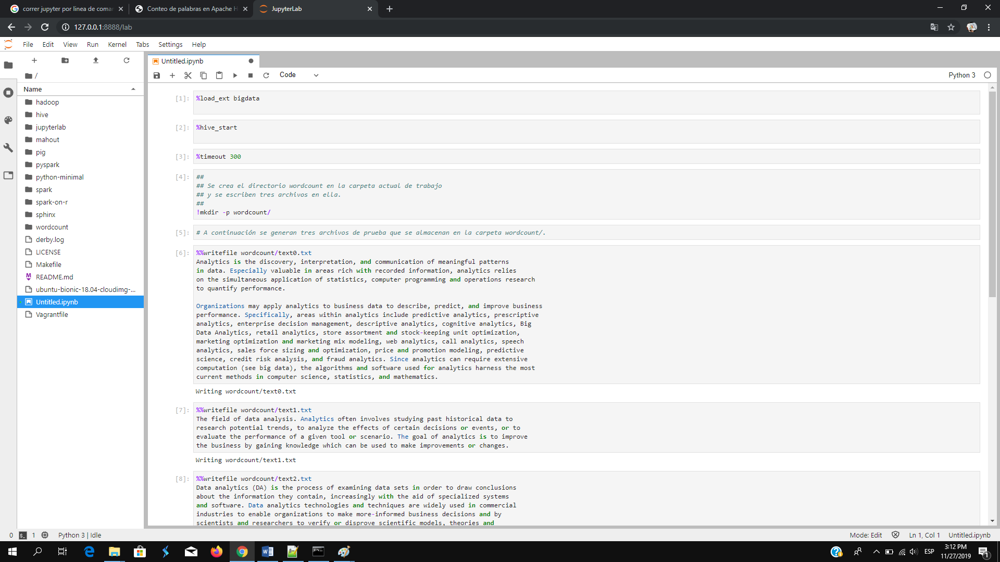 correr jupyter por linea de comar
Conteo de palabras en Apache H
JupyterLab
127.0.0.1:8888/lab
File Edit View Run Kernel Tabs Settings Help
Untitled.ipynb
/
Code
Python 3
Name
hadoop
hive
jupyterlab
mahout
pig
pyspark
python-minimal
spark
spark-on-r
sphinx
wordcount
derby.log
LICENSE
Makefile
README.md
ubuntu-bionic-18.04-cloudimg-...
Untitled.ipynb
Vagrantfile
[1]: %load_ext bigdata
[2]: %hive_start
[3]: %timeout 300
[4]: ##
## Se crea el directorio wordcount en la carpeta actual de trabajo
## y se escriben tres archivos en ella.
##
!mkdir -p wordcount/
[5]: # A continuación se generan tres archivos de prueba que se almacenan en la carpeta wordcount/.
[6]: %%writefile wordcount/text0.txt
Analytics is the discovery, interpretation, and communication of meaningful patterns
in data. Especially valuable in areas rich with recorded information, analytics relies
on the simultaneous application of statistics, computer programming and operations research
to quantify performance.
Organizations may apply analytics to business data to describe, predict, and improve business
performance. Specifically, areas within analytics include predictive analytics, prescriptive
analytics, enterprise decision management, descriptive analytics, cognitive analytics, Big
Data Analytics, retail analytics, store assortment and stock-keeping unit optimization,
marketing optimization and marketing mix modeling, web analytics, call analytics, speech
analytics, sales force sizing and optimization, price and promotion modeling, predictive
science, credit risk analysis, and fraud analytics. Since analytics can require extensive
computation (see big data), the algorithms and software used for analytics harness the most
current methods in computer science, statistics, and mathematics.
Writing wordcount/text0.txt
[7]: %%writefile wordcount/text1.txt
The field of data analysis. Analytics often involves studying past historical data to
research potential trends, to analyze the effects of certain decisions or events, or to
evaluate the performance of a given tool or scenario. The goal of analytics is to improve
the business by gaining knowledge which can be used to make improvements or changes.
Writing wordcount/text1.txt
[8]: %%writefile wordcount/text2.txt
Data analytics (DA) is the process of examining data sets in order to draw conclusions
about the information they contain, increasingly with the aid of specialized systems
and software. Data analytics technologies and techniques are widely used in commercial
industries to enable organizations to make more-informed business decisions and by
scientists and researchers to verify or disprove scientific models, theories and
0 1 Python 3 | Idle
Mode: Edit Ln 1, Col 1 Untitled.ipynb
ESP
3:12 PM
11/27/2019
1